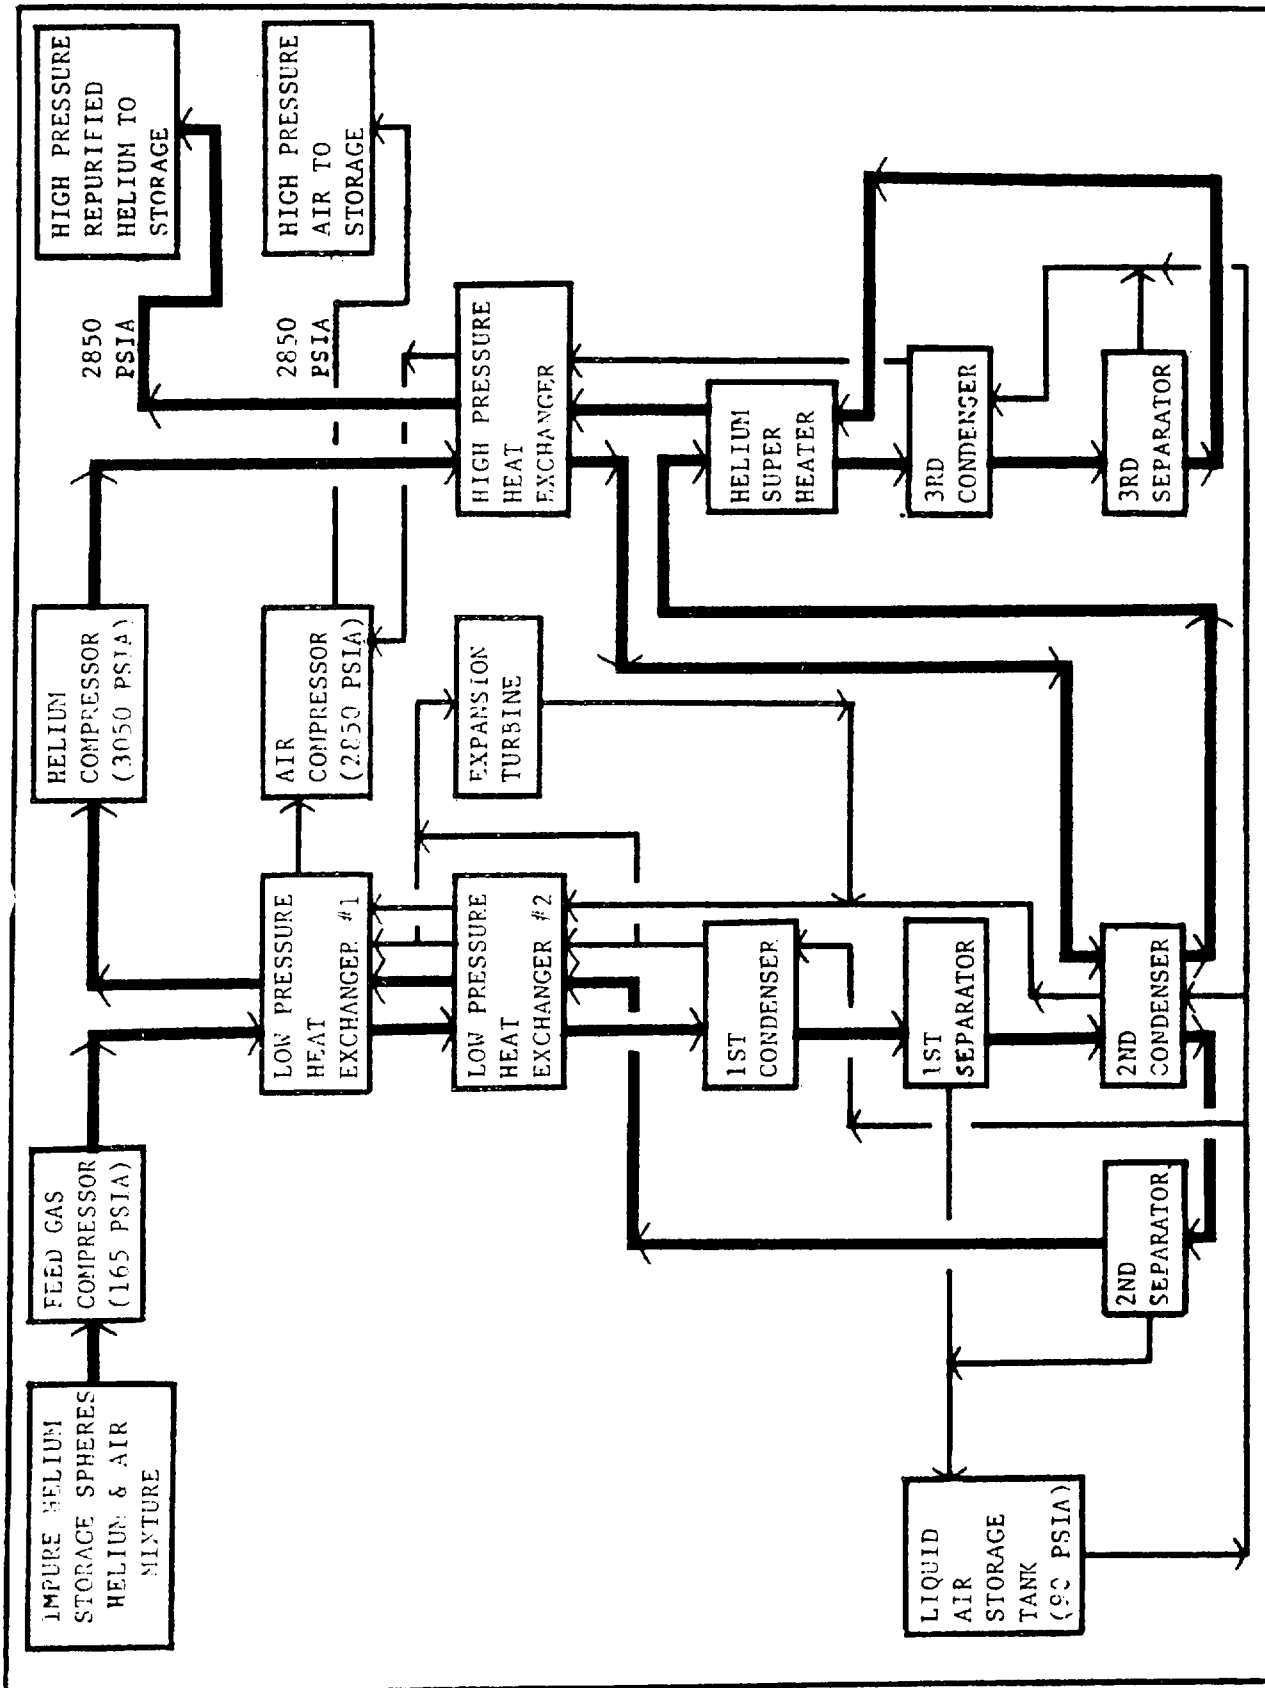 IMPURE HELIUM
STORAGE SPHERES
HELIUM & AIR
MIXTURE
FEED GAS
COMPRESSOR
(165 PSIA)
HELIUM
COMPRESSOR
(3050 PSIA)
HIGH PRESSURE
REPURIFIED
HELIUM TO
STORAGE
2850
PSIA
LOW PRESSURE
HEAT
EXCHANGER #1
AIR
COMPRESSOR
(2850 PSIA)
2850
PSIA
HIGH PRESSURE
AIR TO
STORAGE
LOW PRESSURE
HEAT
EXCHANGER #2
EXPANSION
TURBINE
HIGH PRESSURE
HEAT
EXCHANGER
1ST
CONDENSER
HELIUM
SUPER
HEATER
LIQUID
AIR
STORAGE
TANK
(90 PSIA)
1ST
SEPARATOR
3RD
CONDENGER
2ND
SEPARATOR
2ND
CONDENSER
3RD
SEPARATOR